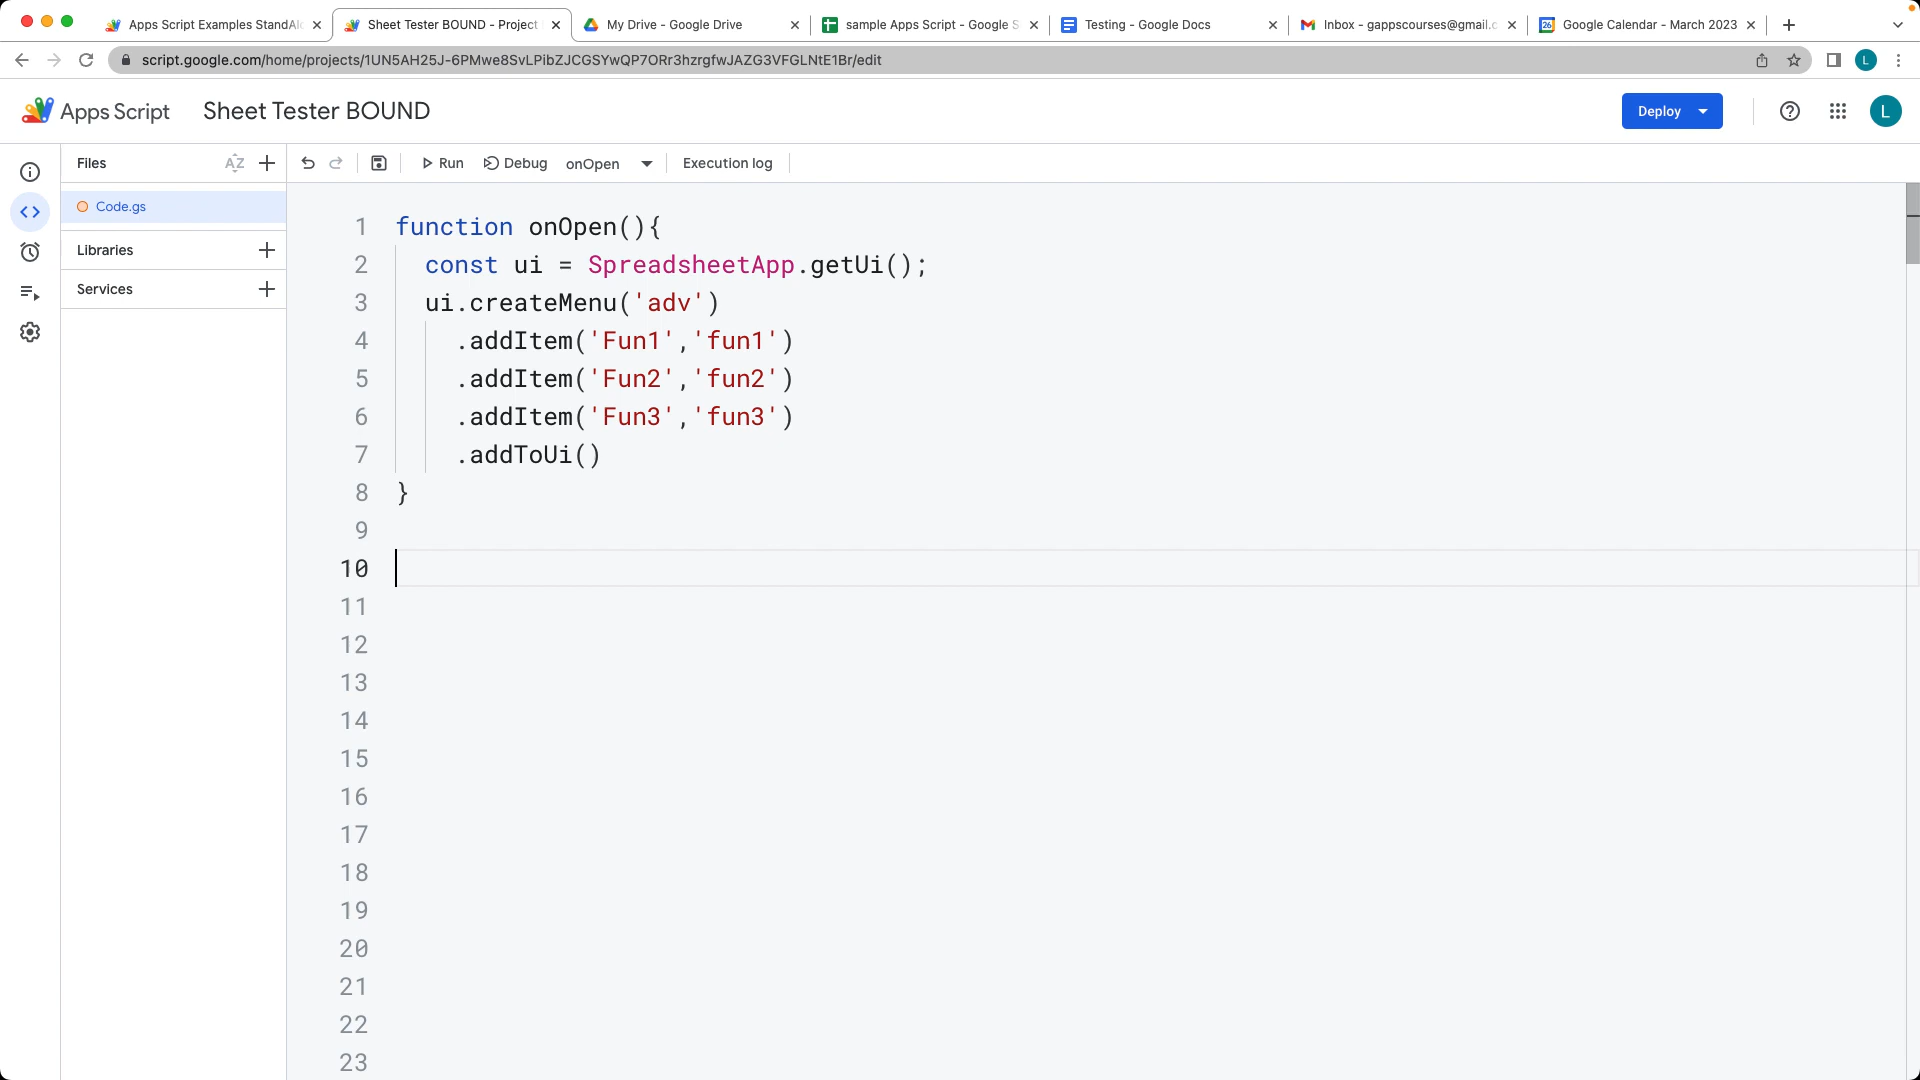 Apps Script Examples StandAlo
Sheet Tester BOUND - Project
My Drive - Google Drive
sample Apps Script - Google S
Testing - Google Docs
Inbox - gappscourses@gmail.c
26
Google Calendar - March 2023
script.google.com/home/projects/1UN5AH25J-6PMwe8SvLPibZJCGSYwQP7ORr3hzrgfwJAZG3VFGLNtE1Br/edit
L
Apps Script
Sheet Tester BOUND
Deploy
L
Files
AZ
Run
Debug
onOpen
Execution log
Code.gs
Libraries
Services
1 function onOpen(){
2 const ui = SpreadsheetApp.getUi();
3 ui.createMenu('adv')
4 .addItem('Fun1','fun1')
5 .addItem('Fun2','fun2')
6 .addItem('Fun3','fun3')
7 .addToUi()
8 }
9
10
11
12
13
14
15
16
17
18
19
20
21
22
23